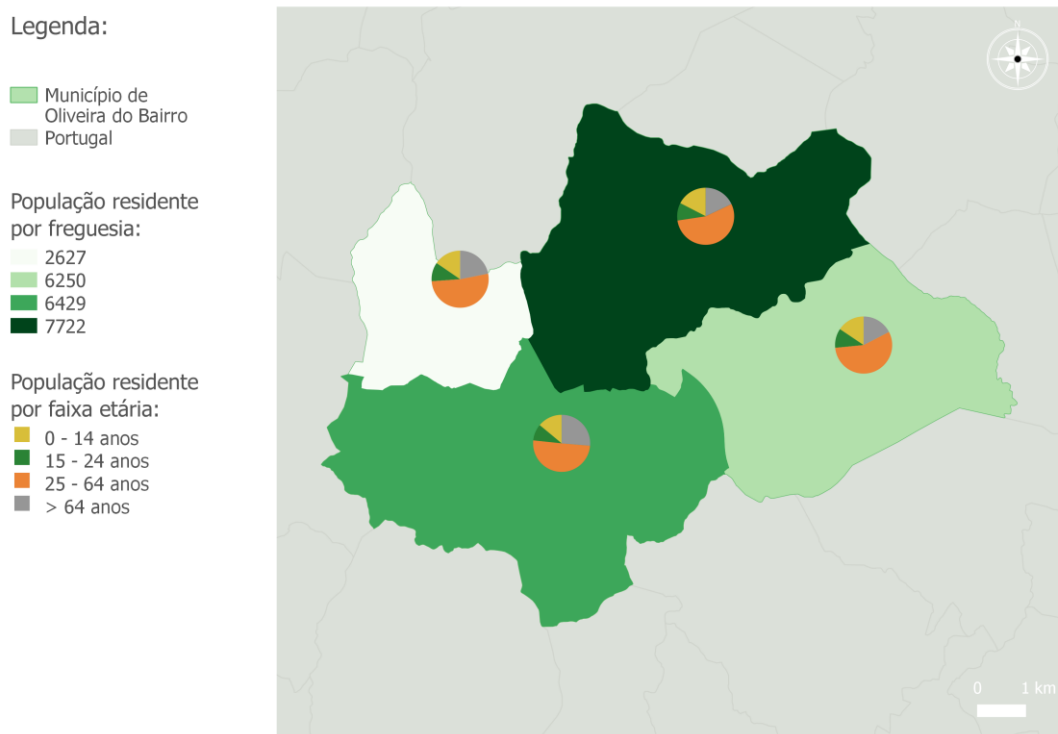 Legenda:
Município de
Oliveira do Bairro
Portugal
População residente
por freguesia:
2627
6250
6429
7722
População residente
por faixa etária:
0 - 14 anos
15 - 24 anos
25 - 64 anos
> 64 anos
N
0 1 km